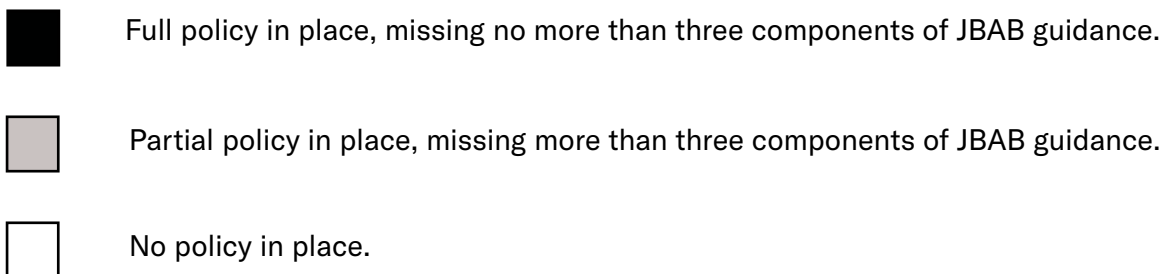 Full policy in place, missing no more than three components of JBAB guidance.
Partial policy in place, missing more than three components of JBAB guidance.
No policy in place.